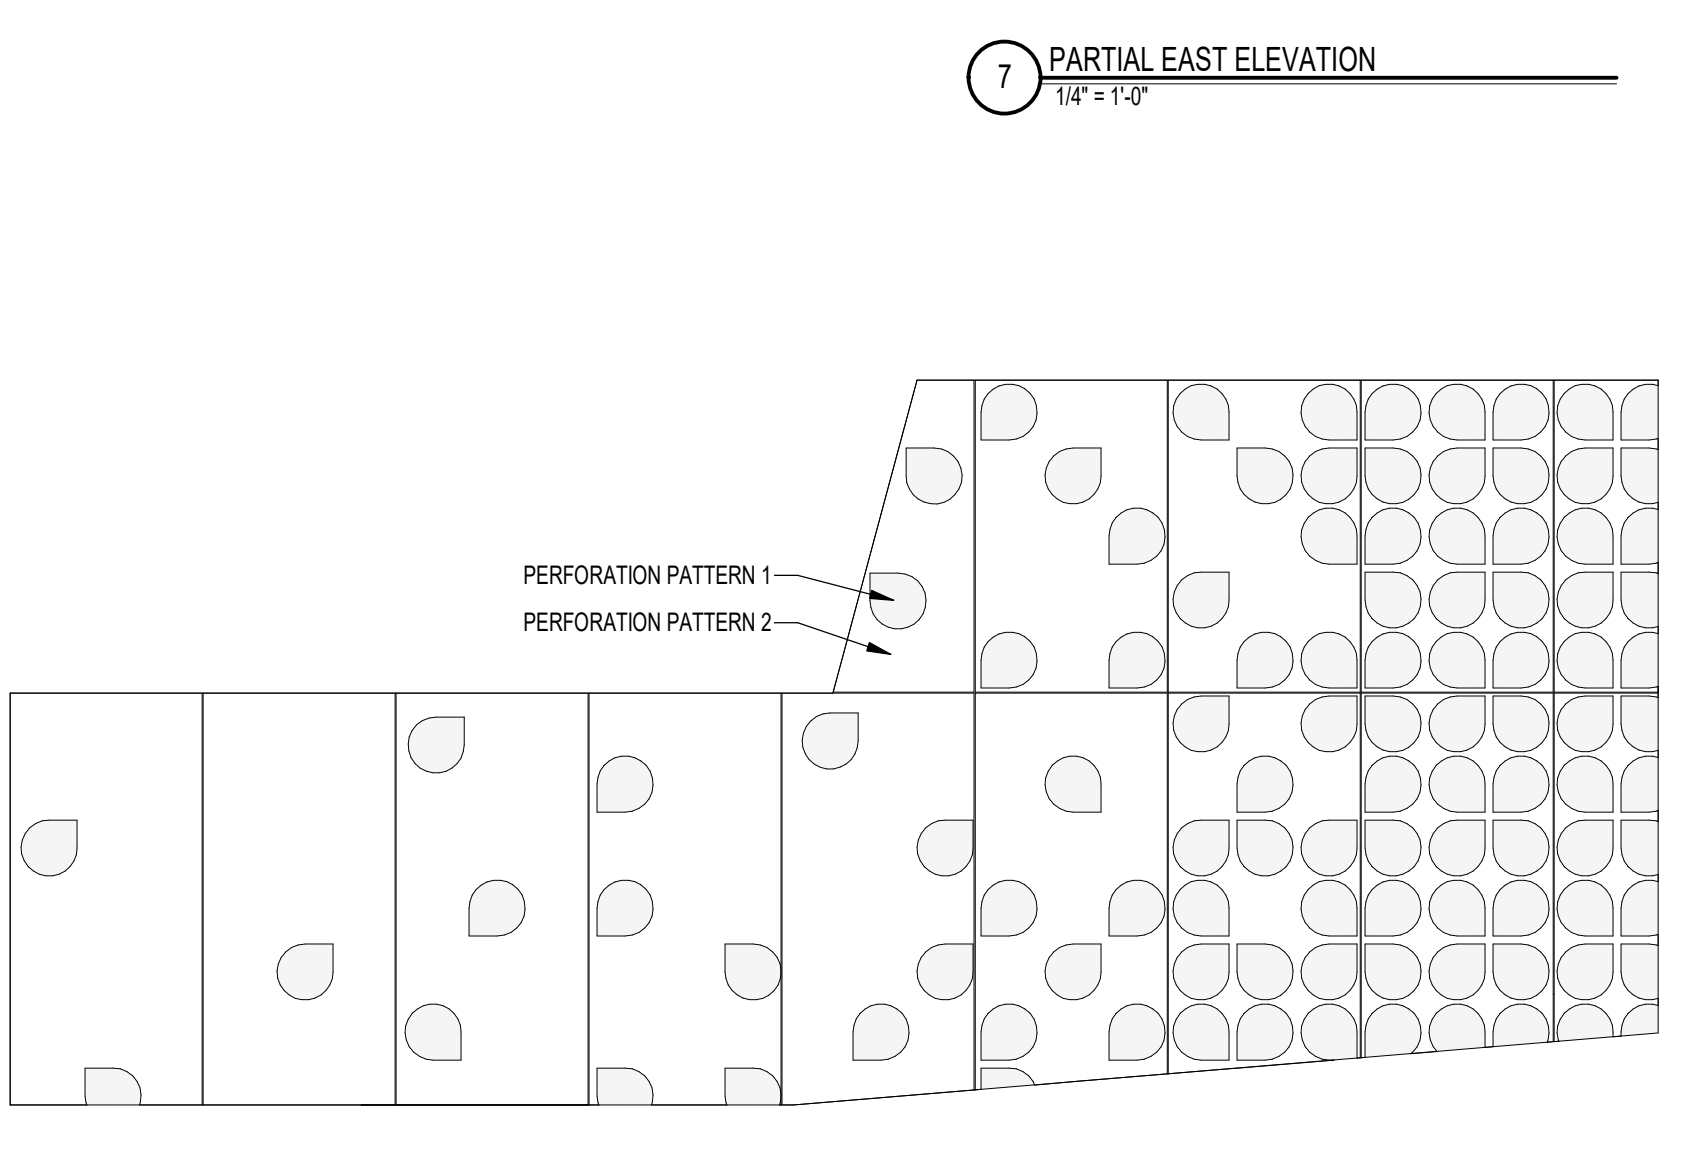 7
PARTIAL EAST ELEVATION
1/4" = 1'-0"
PERFORATION PATTERN 1
PERFORATION PATTERN 2